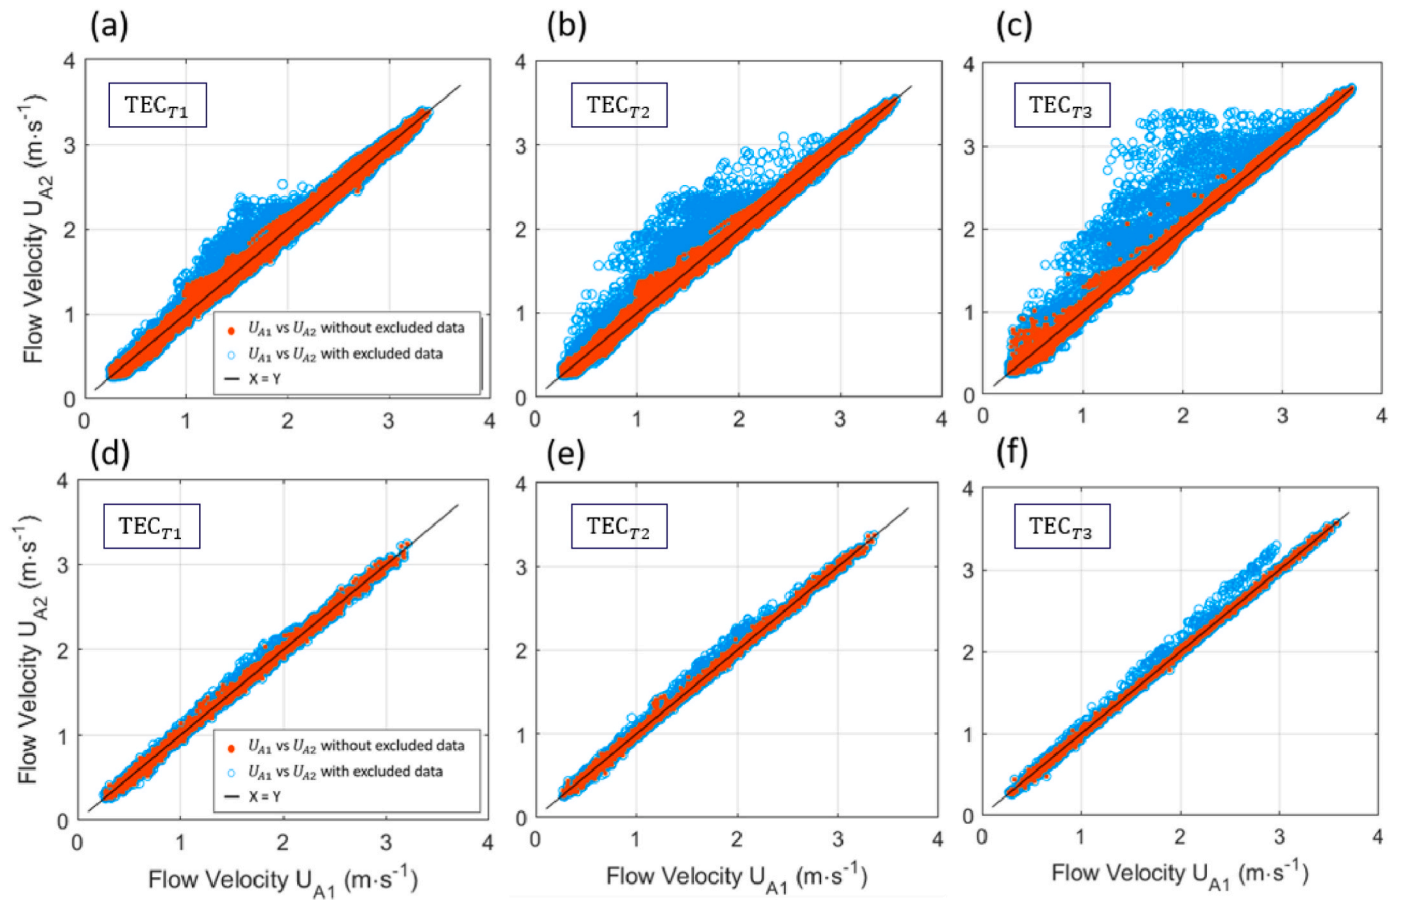 (a) (b) (c)
4 4 4
TEC_T1 TEC_T2 TEC_T3
3 3 3
Flow Velocity U_A2 (m·s⁻¹)
2 2 2
1 1 1
U_A1 vs U_A2 without excluded data
U_A1 vs U_A2 with excluded data
X = Y
0 0 0
0 1 2 3 4 0 1 2 3 4 0 1 2 3 4
(d) (e) (f)
4 4 4
TEC_T1 TEC_T2 TEC_T3
3 3 3
Flow Velocity U_A2 (m·s⁻¹)
2 2 2
1 1 1
U_A1 vs U_A2 without excluded data
U_A1 vs U_A2 with excluded data
X = Y
0 0 0
0 1 2 3 4 0 1 2 3 4 0 1 2 3 4
Flow Velocity U_A1 (m·s⁻¹) Flow Velocity U_A1 (m·s⁻¹) Flow Velocity U_A1 (m·s⁻¹)